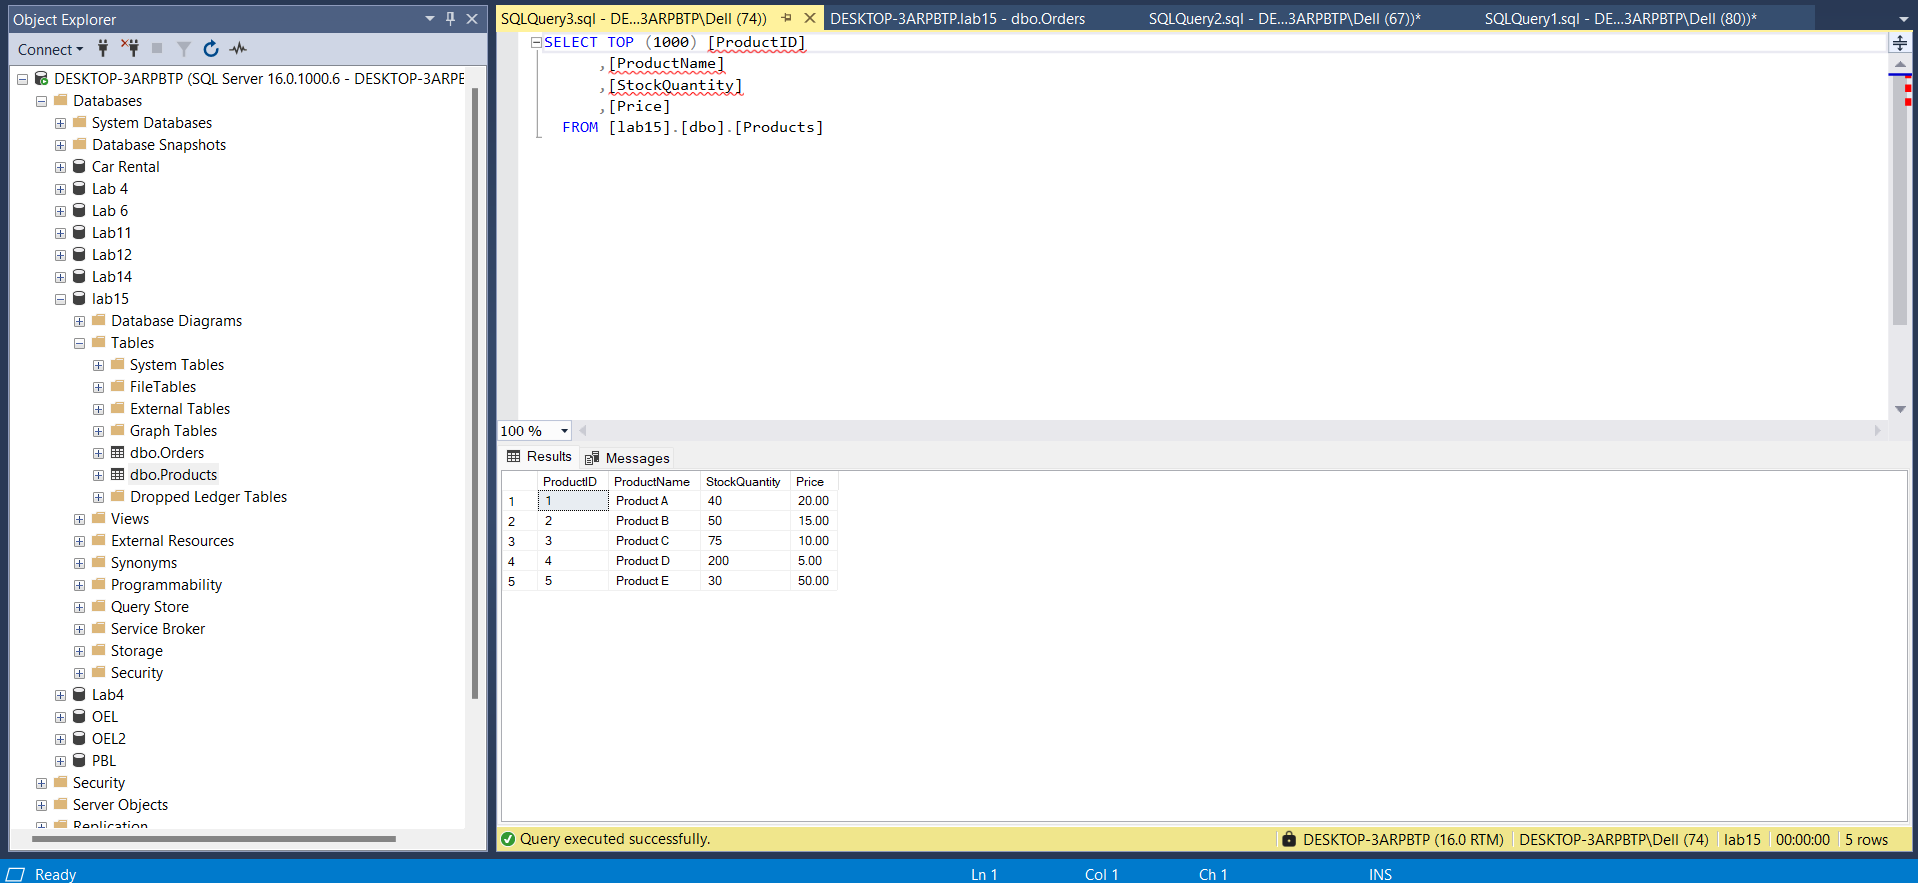 Object Explorer
Connect
DESKTOP-3ARPBTP (SQL Server 16.0.1000.6 - DESKTOP-3ARPE
Databases
System Databases
Database Snapshots
Car Rental
Lab 4
Lab 6
Lab11
Lab12
Lab14
lab15
Database Diagrams
Tables
System Tables
FileTables
External Tables
Graph Tables
dbo.Orders
dbo.Products
Dropped Ledger Tables
Views
External Resources
Synonyms
Programmability
Query Store
Service Broker
Storage
Security
Lab4
OEL
OEL2
PBL
Security
Server Objects
Replication
SQLQuery3.sql - DE...3ARPBTP\Dell (74)) DESKTOP-3ARPBTP.lab15 - dbo.Orders SQLQuery2.sql - DE...3ARPBTP\Dell (67))* SQLQuery1.sql - DE...3ARPBTP\Dell (80))*
SELECT TOP (1000) [ProductID]
,[ProductName]
,[StockQuantity]
,[Price]
FROM [lab15].[dbo].[Products]
100 %
Results Messages
ProductID ProductName StockQuantity Price
1 1 Product A 40 20.00
2 2 Product B 50 15.00
3 3 Product C 75 10.00
4 4 Product D 200 5.00
5 5 Product E 30 50.00
Query executed successfully. DESKTOP-3ARPBTP (16.0 RTM) DESKTOP-3ARPBTP\Dell (74) lab15 00:00:00 5 rows
Ready Ln 1 Col 1 Ch 1 INS